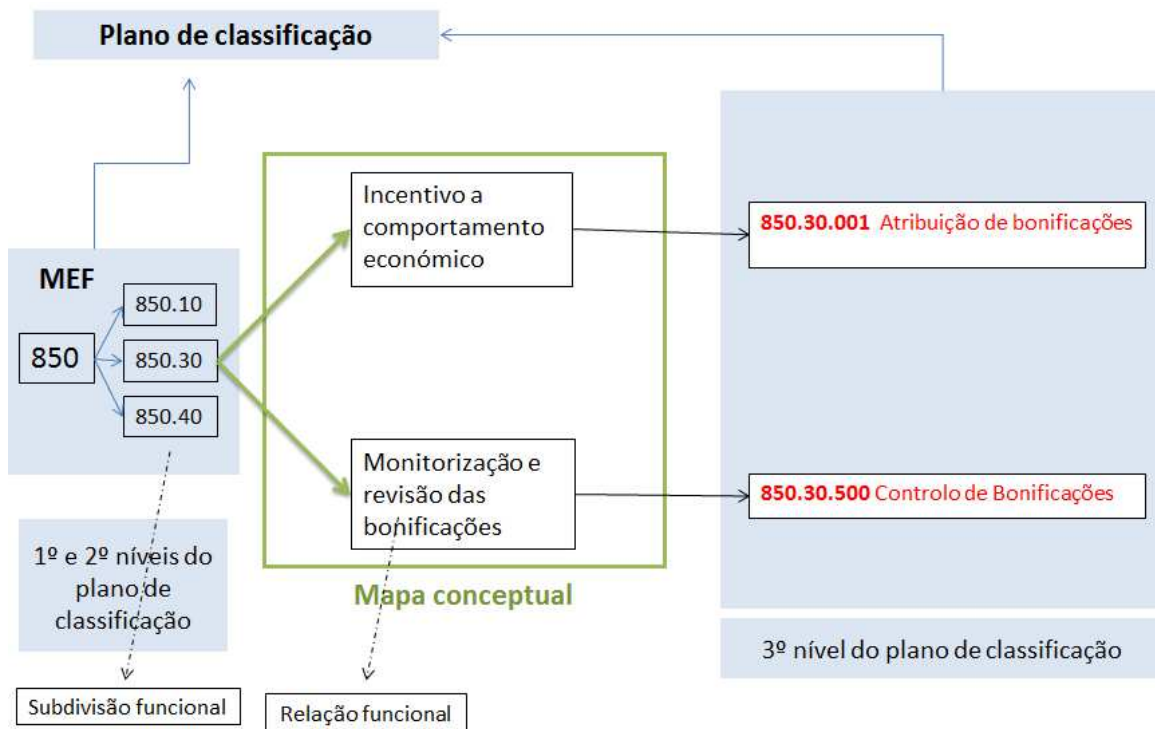 Plano de classificação
MEF
850
850.10
850.30
850.40
1º e 2º níveis do
plano de
classificação
Subdivisão funcional
Incentivo a
comportamento
económico
Monitorização e
revisão das
bonificações
Mapa conceptual
Relação funcional
850.30.001 Atribuição de bonificações
850.30.500 Controlo de Bonificações
3º nível do plano de classificação